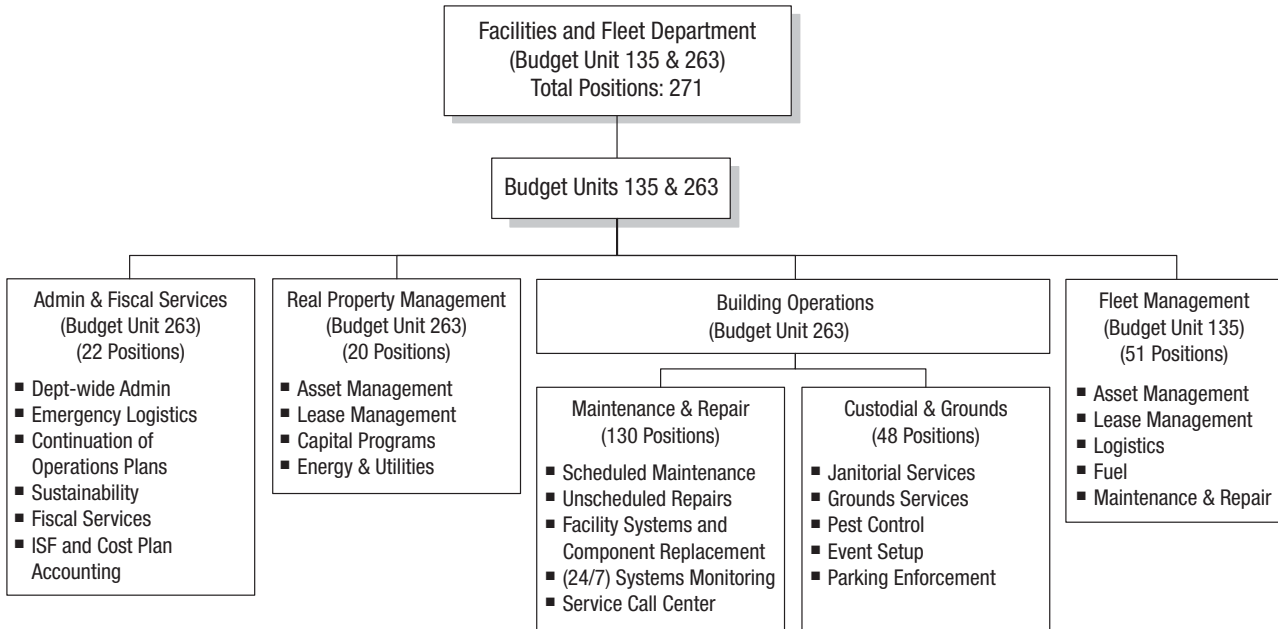 Facilities and Fleet Department
(Budget Unit 135 & 263)
Total Positions: 271
Budget Units 135 & 263
Admin & Fiscal Services
(Budget Unit 263)
(22 Positions)
■ Dept-wide Admin
■ Emergency Logistics
■ Continuation of
Operations Plans
■ Sustainability
■ Fiscal Services
■ ISF and Cost Plan
Accounting
Real Property Management
(Budget Unit 263)
(20 Positions)
■ Asset Management
■ Lease Management
■ Capital Programs
■ Energy & Utilities
Building Operations
(Budget Unit 263)
Maintenance & Repair
(130 Positions)
■ Scheduled Maintenance
■ Unscheduled Repairs
■ Facility Systems and
Component Replacement
■ (24/7) Systems Monitoring
■ Service Call Center
Custodial & Grounds
(48 Positions)
■ Janitorial Services
■ Grounds Services
■ Pest Control
■ Event Setup
■ Parking Enforcement
Fleet Management
(Budget Unit 135)
(51 Positions)
■ Asset Management
■ Lease Management
■ Logistics
■ Fuel
■ Maintenance & Repair